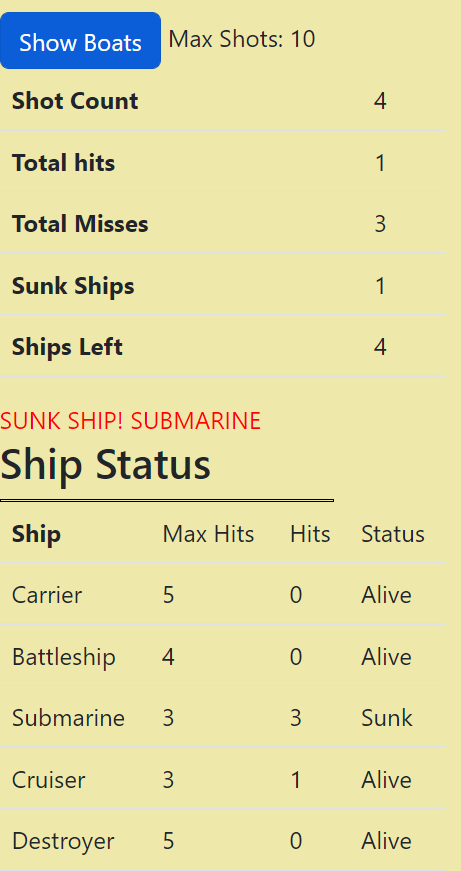 Show Boats Max Shots: 10
Shot Count 4
Total hits 1
Total Misses 3
Sunk Ships 1
Ships Left 4
SUNK SHIP! SUBMARINE
Ship Status
Ship Max Hits Hits Status
Carrier 5 0 Alive
Battleship 4 0 Alive
Submarine 3 3 Sunk
Cruiser 3 1 Alive
Destroyer 5 0 Alive